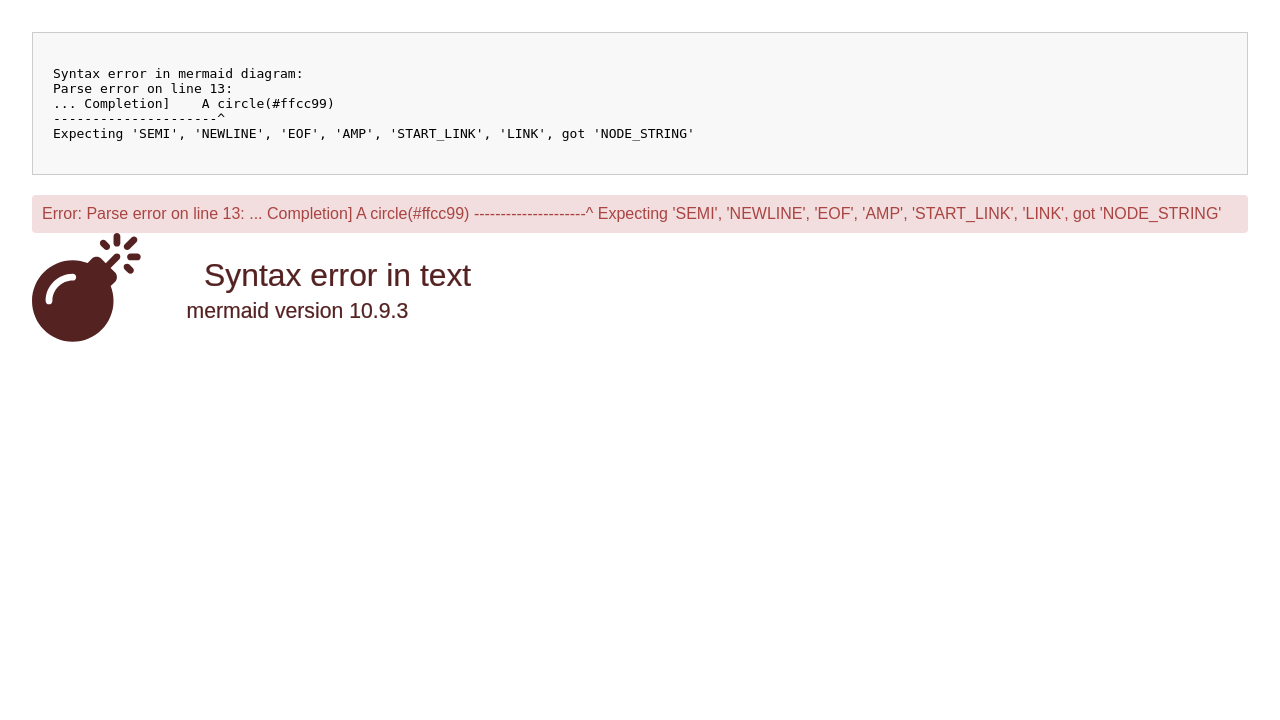 Syntax error in mermaid diagram:
Parse error on line 13:
... Completion]    A circle(#ffcc99)
---------------------^
Expecting 'SEMI', 'NEWLINE', 'EOF', 'AMP', 'START_LINK', 'LINK', got 'NODE_STRING'
Error: Parse error on line 13: ... Completion] A circle(#ffcc99) ---------------------^ Expecting 'SEMI', 'NEWLINE', 'EOF', 'AMP', 'START_LINK', 'LINK', got 'NODE_STRING'
Syntax error in text
mermaid version 10.9.3